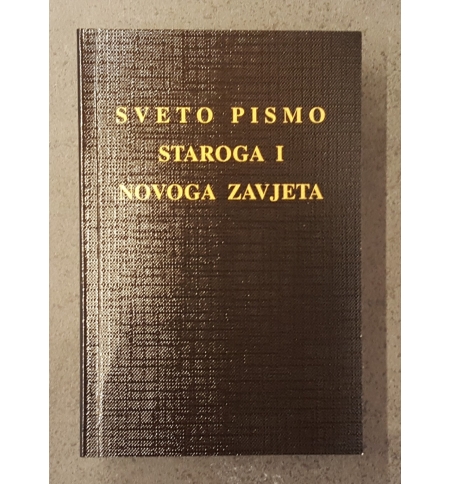 SVETO PISMO
STAROGA I
NOVOGA ZAVJETA